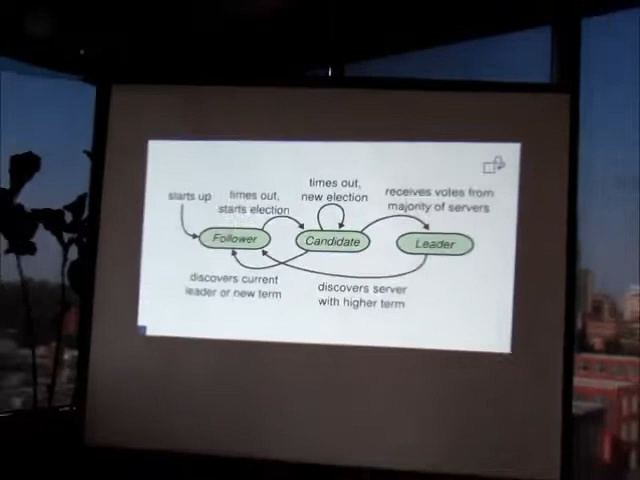 starts up
times out,
starts election
times out,
new election
receives votes from
majority of servers
Follower
Candidate
Leader
discovers current
leader or new term
discovers server
with higher term